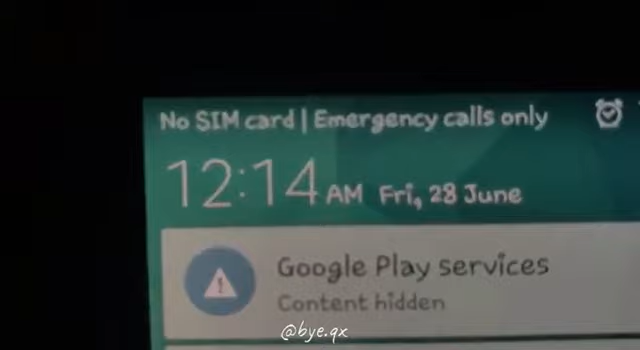 No SIM card | Emergency calls only
12:14 AM Fri, 28 June
Google Play services
Content hidden
@bye.qx